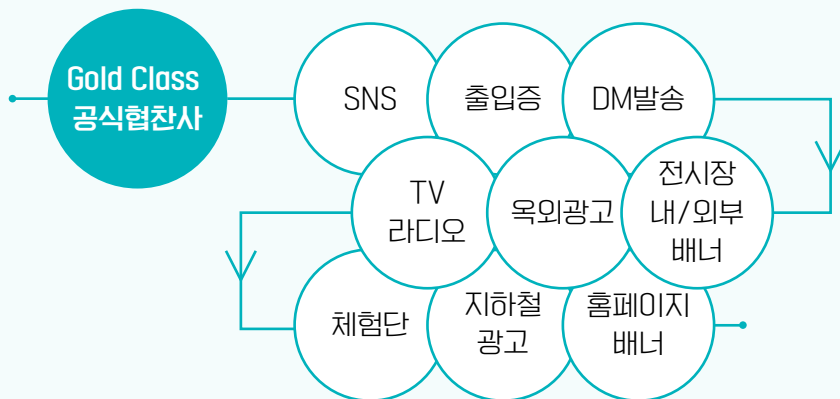 Gold Class
공식협찬사
SNS
출입증
DM발송
TV
라디오
옥외광고
전시장
내/외부
배너
체험단
지하철
광고
홈페이지
배너